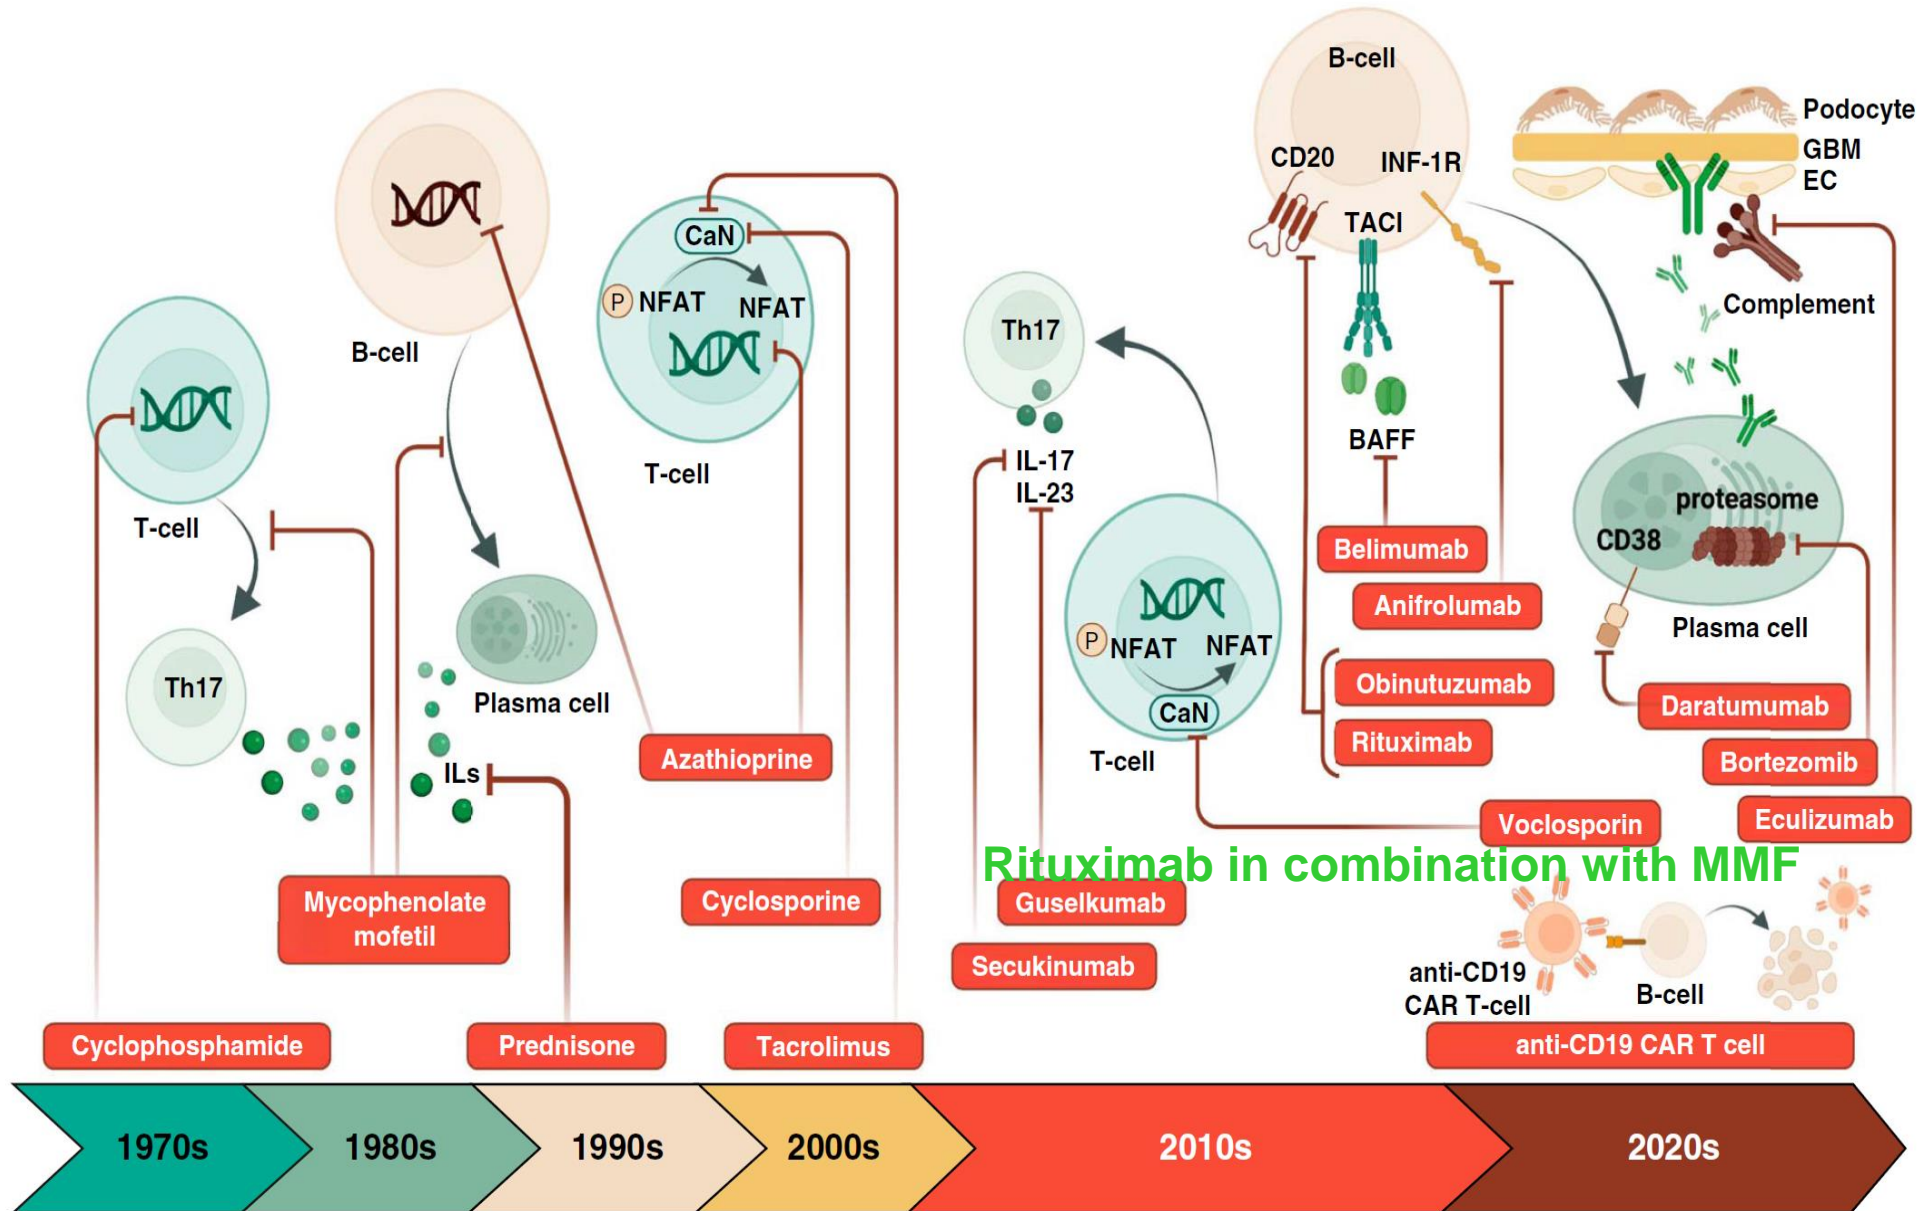 B-cell
Podocyte
GBM
EC
CD20
INF-1R
TACI
CaN
P NFAT
NFAT
Complement
Th17
B-cell
BAFF
IL-17
IL-23
T-cell
T-cell
proteasome
CD38
Belimumab
Anifrolumab
P NFAT
NFAT
Plasma cell
CaN
T-cell
Th17
Plasma cell
Obinutuzumab
Rituximab
Daratumumab
Bortezomib
Azathioprine
ILs
Voclosporin
Eculizumab
Rituximab in combination with MMF
Mycophenolate
mofetil
Cyclosporine
Guselkumab
Secukinumab
anti-CD19
CAR T-cell
B-cell
Cyclophosphamide
Prednisone
Tacrolimus
anti-CD19 CAR T cell
1970s
1980s
1990s
2000s
2010s
2020s